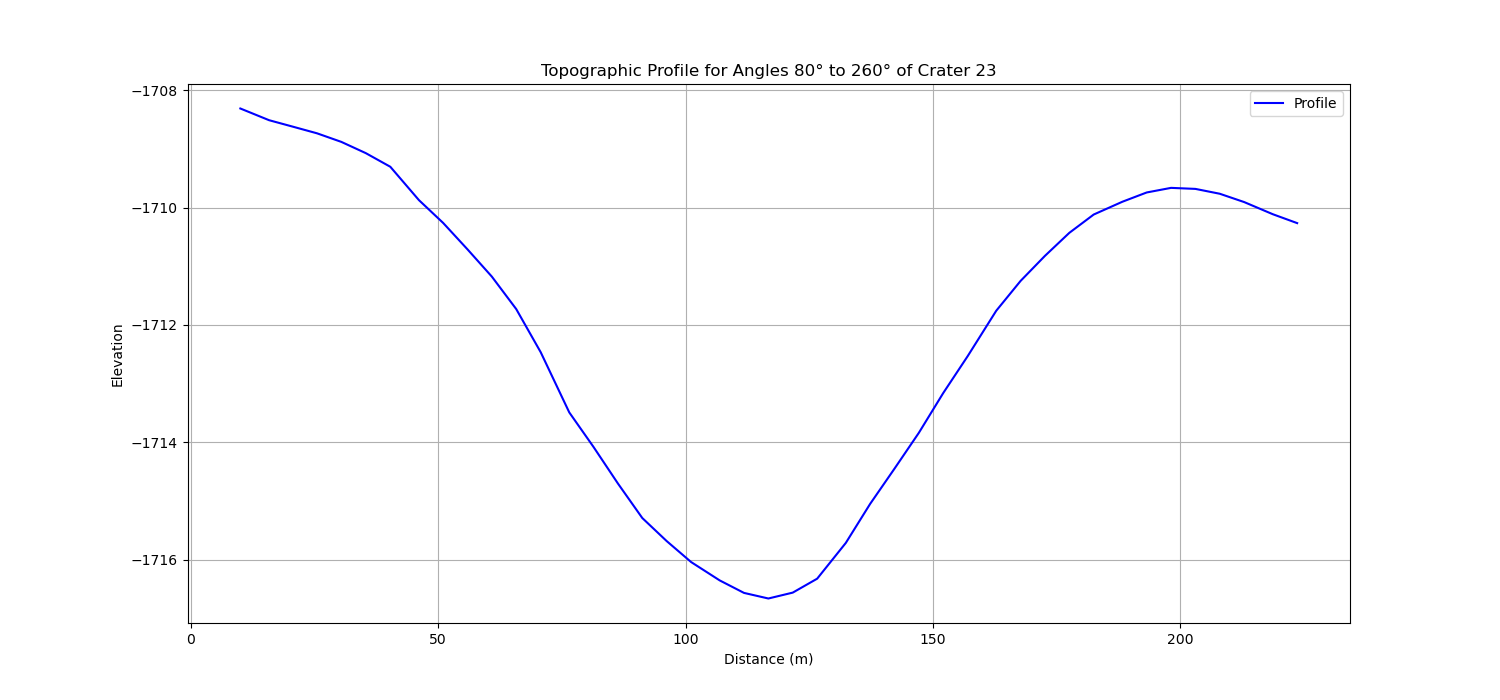 Topographic Profile for Angles 80° to 260° of Crater 23
Profile
−1708
−1710
−1712
−1714
−1716
Elevation
0 50 100 150 200
Distance (m)